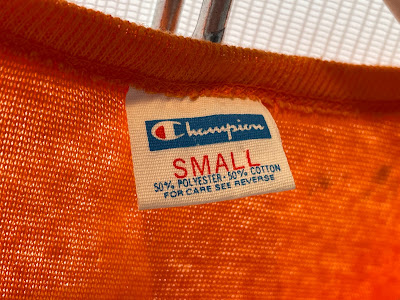 Champion
SMALL
50% POLYESTER · 50% COTTON
FOR CARE SEE REVERSE